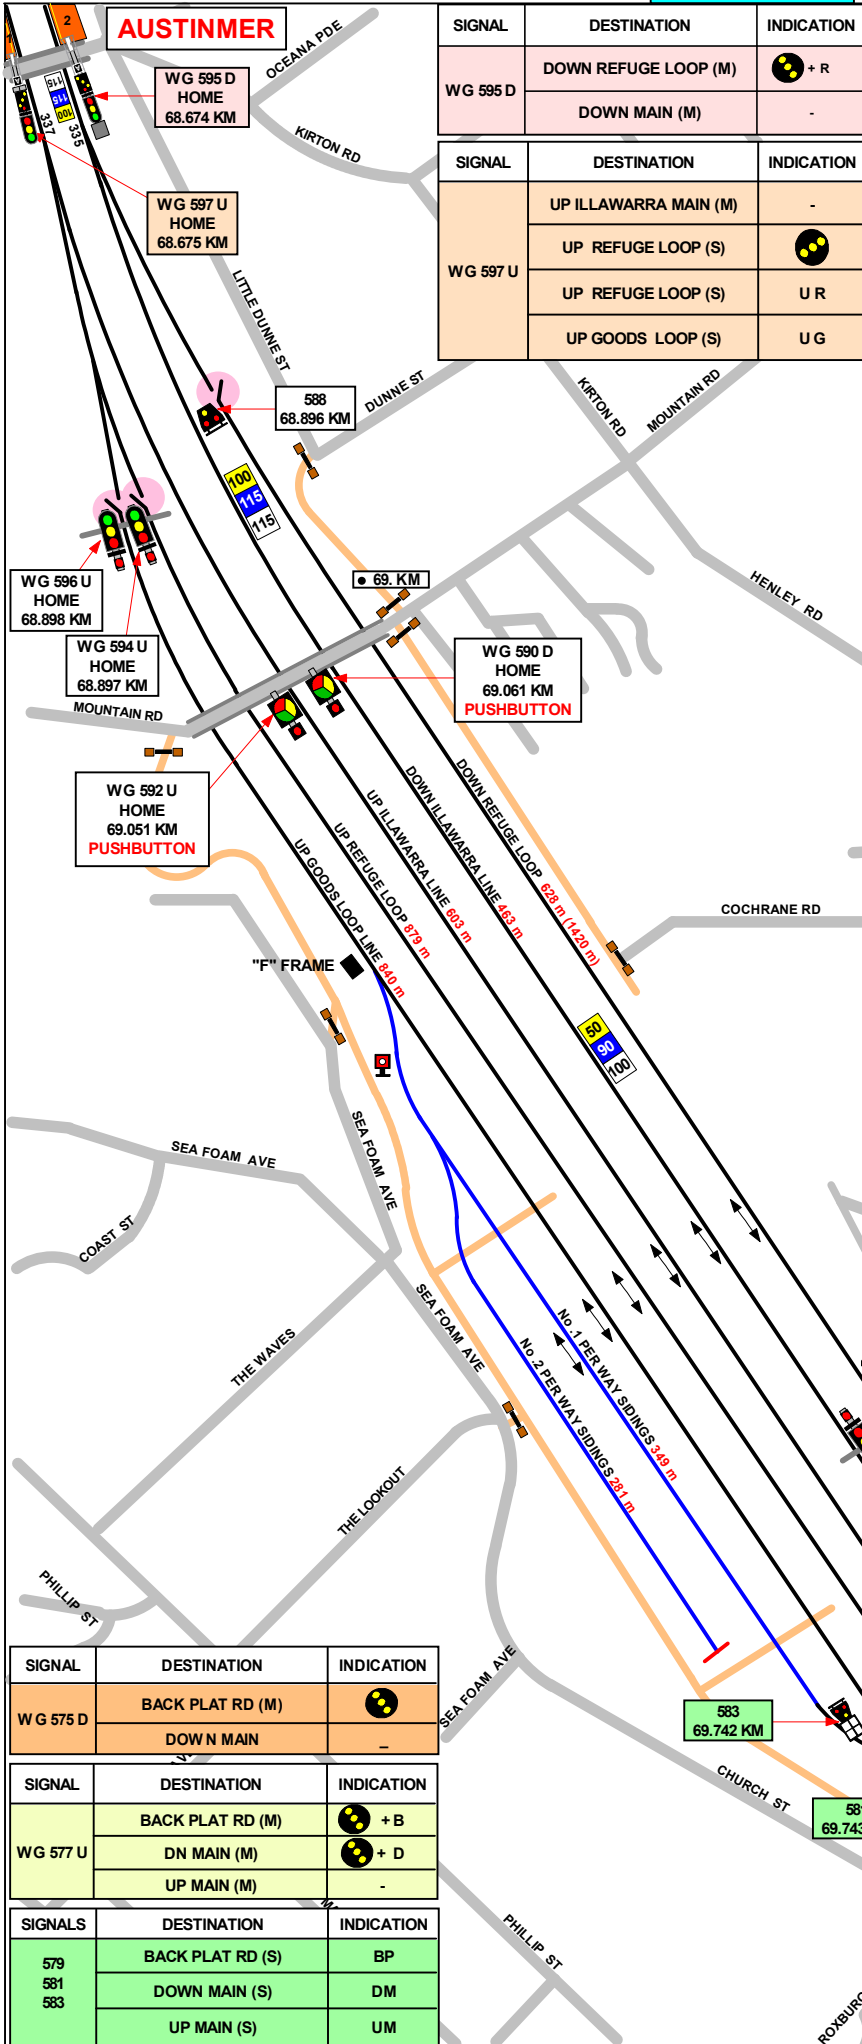 AUSTINMER
2
SIGNAL DESTINATION INDICATION
WG 595 D
DOWN REFUGE LOOP (M) + R
DOWN MAIN (M) -
SIGNAL DESTINATION INDICATION
WG 597 U
UP ILLAWARRA MAIN (M) -
UP REFUGE LOOP (S)
UP REFUGE LOOP (S) U R
UP GOODS LOOP (S) U G
WG 595 D
HOME
68.674 KM
OCEANA PDE
KIRTON RD
115
115
100
337
335
WG 597 U
HOME
68.675 KM
LITTLE DUNNE ST
588
68.896 KM
DUNNE ST
KIRTON RD
MOUNTAIN RD
100
115
115
WG 596 U
HOME
68.898 KM
WG 594 U
HOME
68.897 KM
69. KM
HENLEY RD
WG 590 D
HOME
69.061 KM
PUSHBUTTON
MOUNTAIN RD
WG 592 U
HOME
69.051 KM
PUSHBUTTON
UP GOODS LOOP LINE 840 m
UP REFUGE LOOP 879 m
UP ILLAWARRA LINE 603 m
DOWN ILLAWARRA LINE 463 m
DOWN REFUGE LOOP 628 m (1420 m)
COCHRANE RD
"F" FRAME
50
90
100
SEA FOAM AVE
SEA FOAM AVE
COAST ST
SEA FOAM AVE
THE WAVES
No.1 PER WAY SIDINGS 349 m
No.2 PER WAY SIDINGS 281 m
THE LOOKOUT
PHILLIP ST
SIGNAL DESTINATION INDICATION
WG 575 D
BACK PLAT RD (M)
DOWN MAIN _
SEA FOAM AVE
583
69.742 KM
CHURCH ST
58
69.743
SIGNAL DESTINATION INDICATION
WG 577 U
BACK PLAT RD (M) + B
DN MAIN (M) + D
UP MAIN (M) -
SIGNALS DESTINATION INDICATION
579
581
583
BACK PLAT RD (S) BP
DOWN MAIN (S) DM
UP MAIN (S) UM
PHILLIP ST
ROXBURG